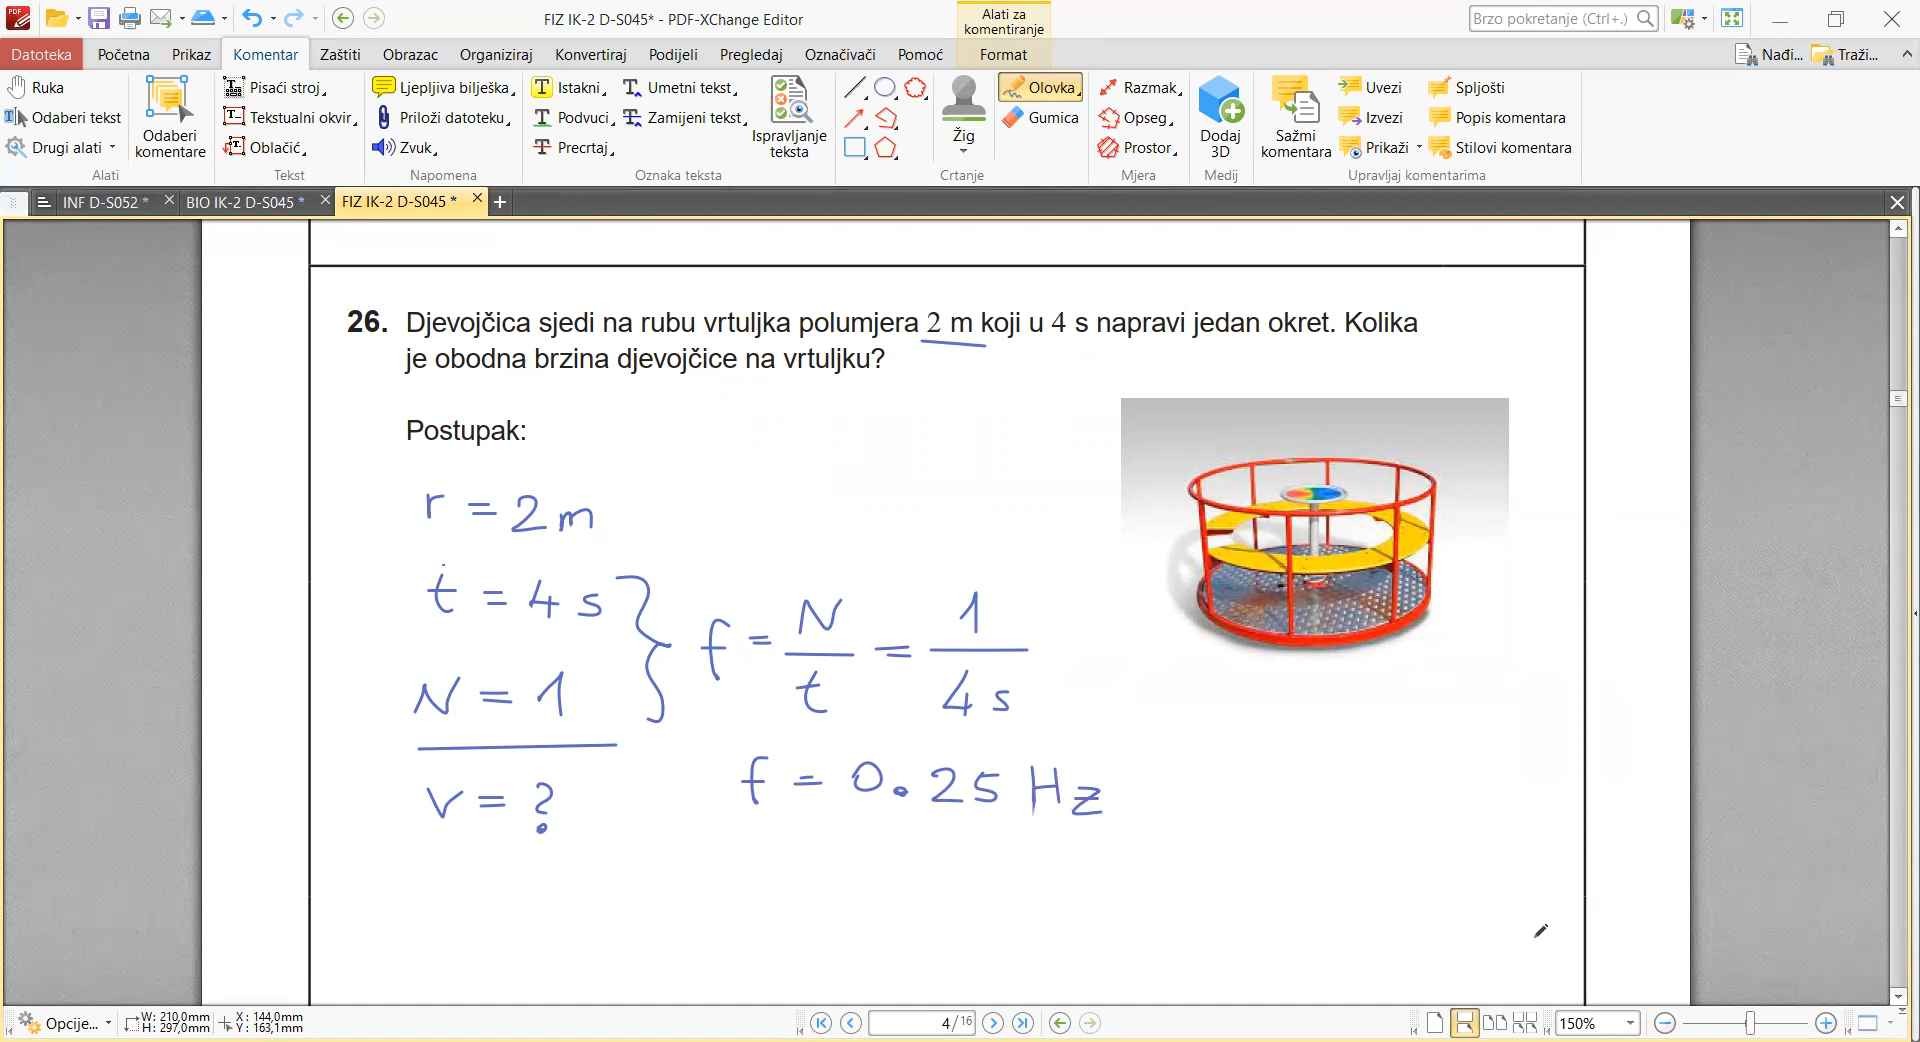 FIZ IK-2 D-S045* - PDF-XChange Editor
Alati za komentiranje
Brzo pokretanje (Ctrl+.)
Datoteka Početna Prikaz Komentar Zaštiti Obrazac Organiziraj Konvertiraj Podijeli Pregledaj Označivači Pomoć Format Nađi... Traži...
Ruka
Odaberi tekst
Drugi alati
Odaberi komentare
Alati
Pisaći stroj
Tekstualni okvir
Oblačić
Tekst
Ljepljiva bilješka
Priloži datoteku
Zvuk
Napomena
Istakni
Podvuci
Precrtaj
Umetni tekst
Zamijeni tekst
Ispravljanje teksta
Oznaka teksta
Žig
Olovka
Gumica
Crtanje
Razmak
Opseg
Prostor
Mjera
Dodaj 3D
Medij
Sažmi komentara
Uvezi
Izvezi
Prikaži
Spljošti
Popis komentara
Stilovi komentara
Upravljaj komentarima
INF D-S052 * BIO IK-2 D-S045 * FIZ IK-2 D-S045 *
26. Djevojčica sjedi na rubu vrtuljka polumjera 2 m koji u 4 s napravi jedan okret. Kolika
je obodna brzina djevojčice na vrtuljku?
Postupak:
r = 2 m
t = 4 s
N = 1
v = ?
f = N/t = 1/4 s
f = 0.25 Hz
Opcije...
W: 210,0mm
H: 297,0mm
X: 144,0mm
Y: 163,1mm
4 / 16
150%